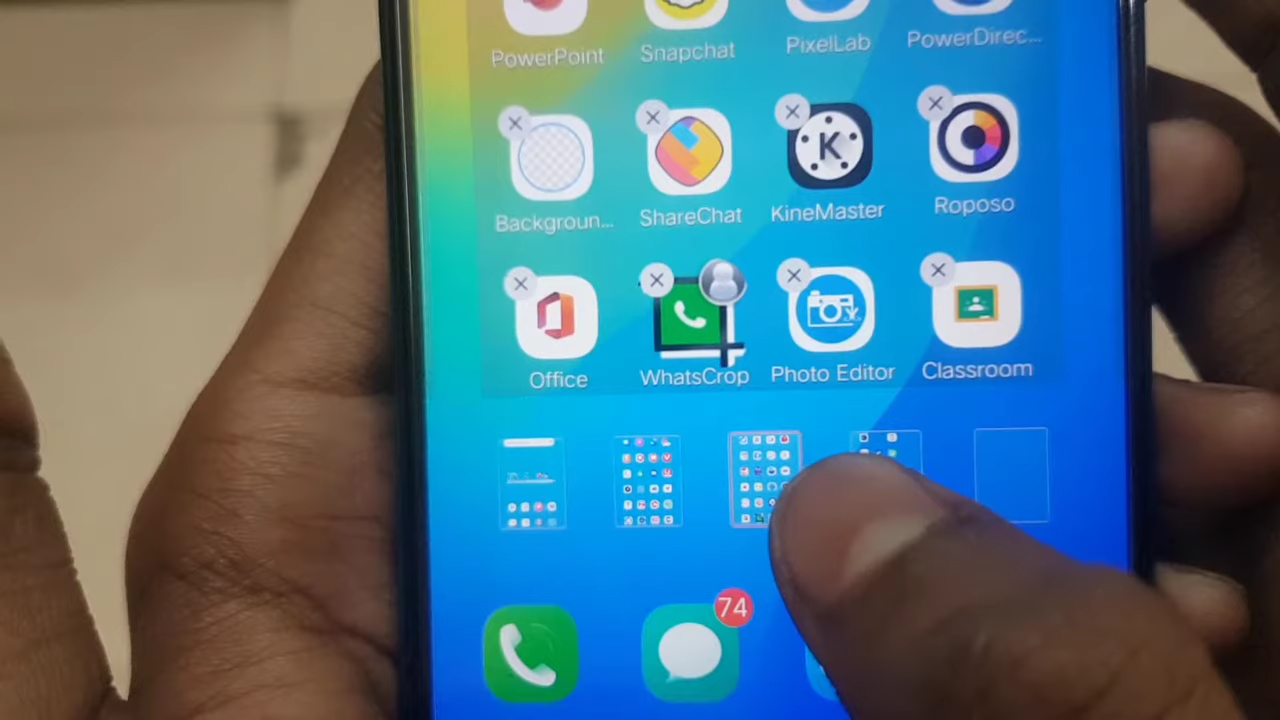 PowerPoint Snapchat PixelLab PowerDirec...
Backgroun... ShareChat KineMaster Roposo
K
Office WhatsCrop Photo Editor Classroom
74